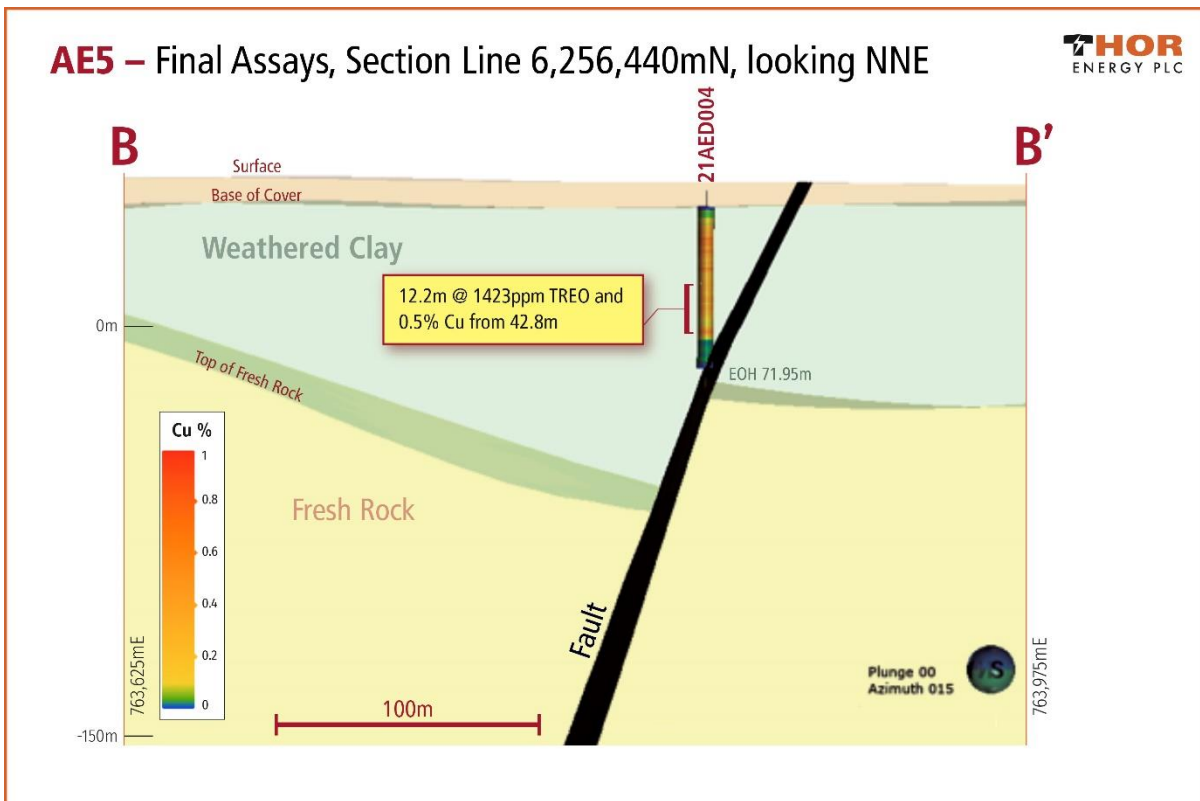 AE5 – Final Assays, Section Line 6,256,440mN, looking NNE
THOR
ENERGY PLC
B
21AED004
B'
Surface
Base of Cover
Weathered Clay
12.2m @ 1423ppm TREO and
0.5% Cu from 42.8m
0m
Top of Fresh Rock
EOH 71.95m
Cu %
1
0.8
0.6
0.4
0.2
0
Fresh Rock
Fault
763,625mE
Plunge 00
Azimuth 015
S
763,975mE
100m
-150m